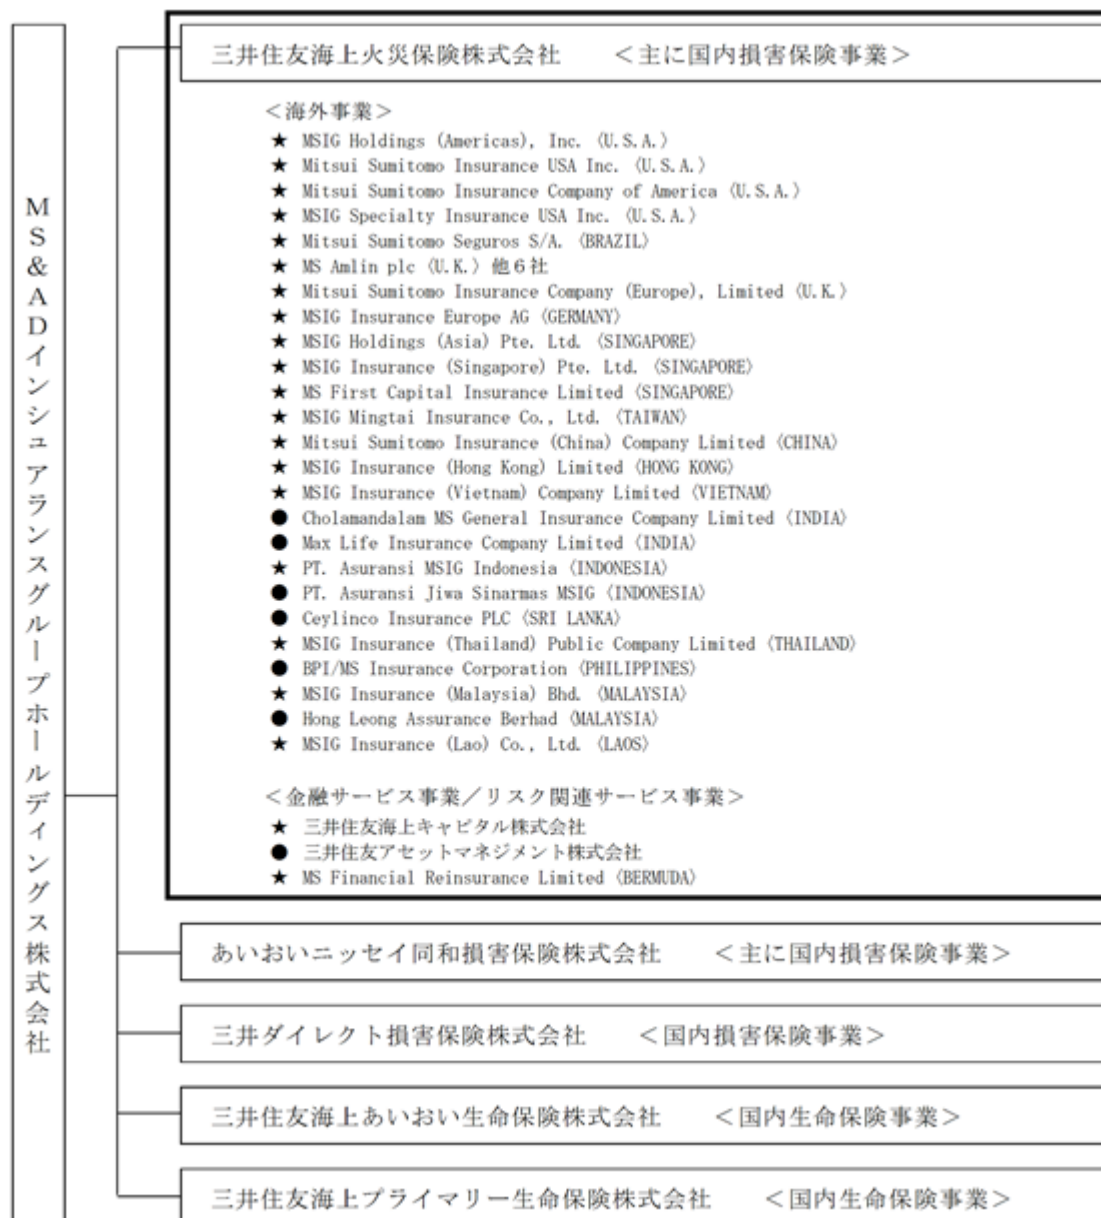 MS&ADインシュアランスグループホールディングス株式会社
三井住友海上火災保険株式会社　＜主に国内損害保険事業＞
＜海外事業＞
★ MSIG Holdings (Americas), Inc. 〈U.S.A.〉
★ Mitsui Sumitomo Insurance USA Inc. 〈U.S.A.〉
★ Mitsui Sumitomo Insurance Company of America 〈U.S.A.〉
★ MSIG Specialty Insurance USA Inc. 〈U.S.A.〉
★ Mitsui Sumitomo Seguros S/A. 〈BRAZIL〉
★ MS Amlin plc 〈U.K.〉 他６社
★ Mitsui Sumitomo Insurance Company (Europe), Limited 〈U.K.〉
★ MSIG Insurance Europe AG 〈GERMANY〉
★ MSIG Holdings (Asia) Pte. Ltd. 〈SINGAPORE〉
★ MSIG Insurance (Singapore) Pte. Ltd. 〈SINGAPORE〉
★ MS First Capital Insurance Limited 〈SINGAPORE〉
★ MSIG Mingtai Insurance Co., Ltd. 〈TAIWAN〉
★ Mitsui Sumitomo Insurance (China) Company Limited 〈CHINA〉
★ MSIG Insurance (Hong Kong) Limited 〈HONG KONG〉
★ MSIG Insurance (Vietnam) Company Limited 〈VIETNAM〉
● Cholamandalam MS General Insurance Company Limited 〈INDIA〉
● Max Life Insurance Company Limited 〈INDIA〉
★ PT. Asuransi MSIG Indonesia 〈INDONESIA〉
● PT. Asuransi Jiwa Sinarmas MSIG 〈INDONESIA〉
● Ceylinco Insurance PLC 〈SRI LANKA〉
★ MSIG Insurance (Thailand) Public Company Limited 〈THAILAND〉
● BPI/MS Insurance Corporation 〈PHILIPPINES〉
★ MSIG Insurance (Malaysia) Bhd. 〈MALAYSIA〉
● Hong Leong Assurance Berhad 〈MALAYSIA〉
★ MSIG Insurance (Lao) Co., Ltd. 〈LAOS〉
＜金融サービス事業／リスク関連サービス事業＞
★ 三井住友海上キャピタル株式会社
● 三井住友アセットマネジメント株式会社
★ MS Financial Reinsurance Limited 〈BERMUDA〉
あいおいニッセイ同和損害保険株式会社　＜主に国内損害保険事業＞
三井ダイレクト損害保険株式会社　＜国内損害保険事業＞
三井住友海上あいおい生命保険株式会社　＜国内生命保険事業＞
三井住友海上プライマリー生命保険株式会社　＜国内生命保険事業＞